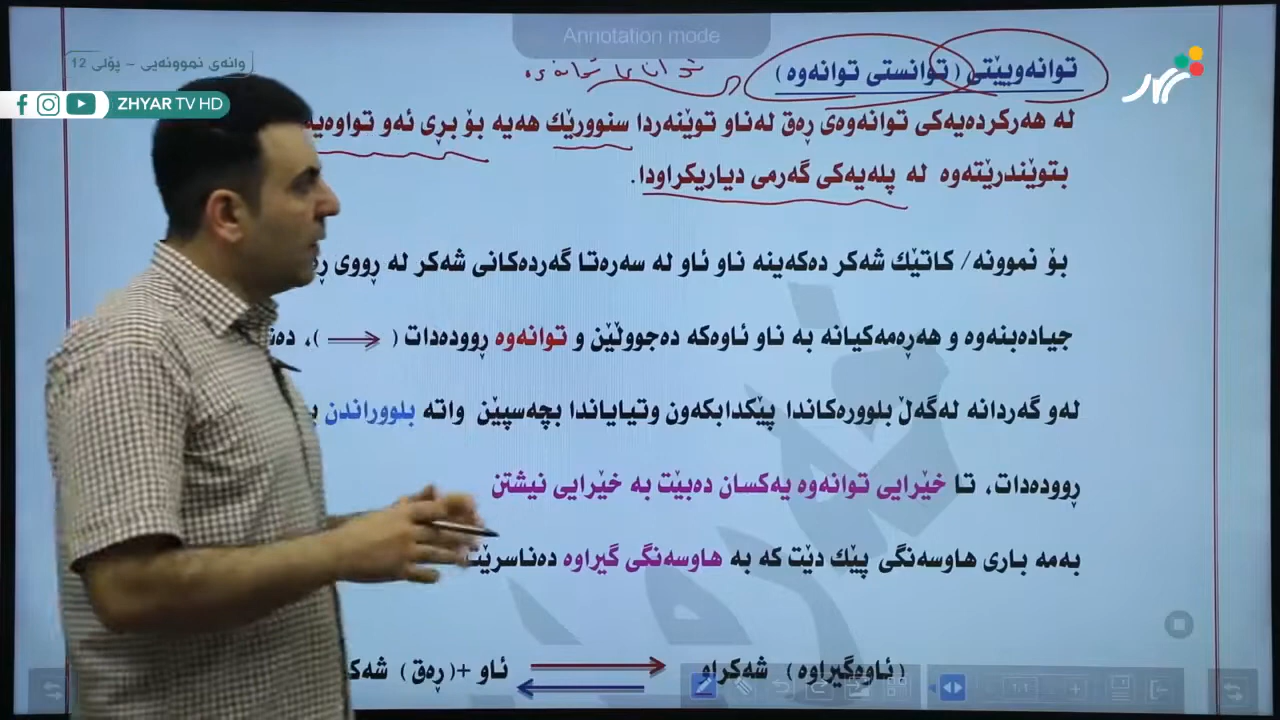 Annotation mode
وانەی نموونەیی - پۆلی 12
ZHYAR TV HD
توانەوییێتی ( توانستی توانەوە )
لە هەرکردەیەکی توانەوەی ڕەق لەناو توێنەردا سنوورێك هەیە بۆ بڕی ئەو تواوەیە
بتوێندرێتەوە لە پلەیەکی گەرمی دیاریکراودا.
بۆ نموونە/ کاتێك شەکر دەکەینە ناو ئاو لە سەرەتا گەردەکانی شەکر لە ڕووی
جیادەبنەوە و هەڕەمەکیانە بە ناو ئاوەکە دەجووڵێن و توانەوە ڕوودەدات ( → )،
لەو گەردانە لەگەڵ بلوورەکاندا پێکدابکەون وتیایاندا بچەسپێن واتە بلووراندن
ڕوودەدات، تا خێرایی توانەوە یەکسان دەبێت بە خێرایی نیشتن
بەمە باری هاوسەنگی پێك دێت کە بە هاوسەنگی گیراوە دەناسرێت
(ئاوەگیراوە) شەکراو ⇄ ئاو +(ڕەق)